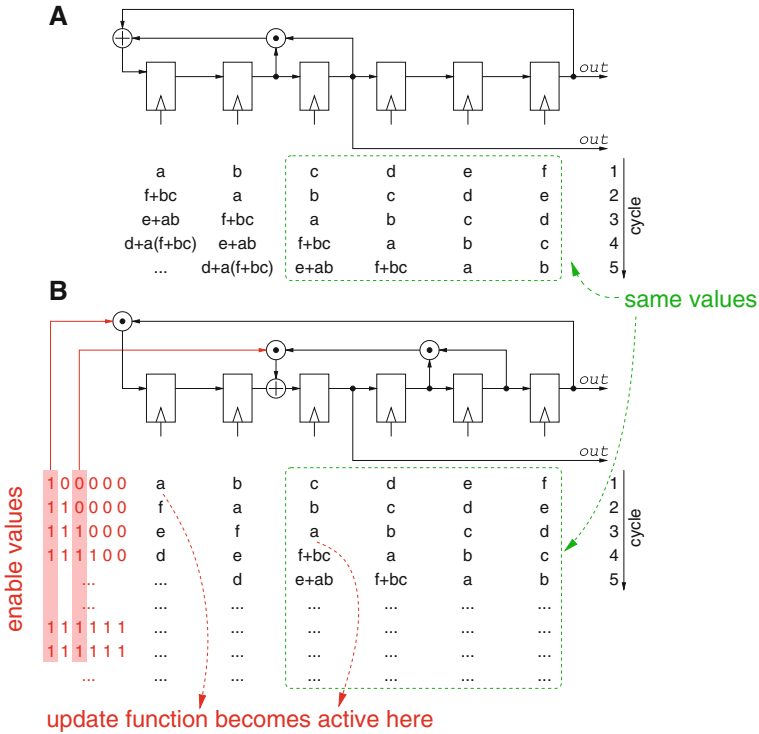 A
out
out
a b c d e f 1
f+bc a b c d e 2
e+ab f+bc a b c d 3
d+a(f+bc) e+ab f+bc a b c 4
... d+a(f+bc) e+ab f+bc a b 5
cycle
same values
B
out
out
enable values
1 0 0 0 0 0 a b c d e f 1
1 1 0 0 0 0 f a b c d e 2
1 1 1 0 0 0 e f a b c d 3
1 1 1 1 0 0 d e f+bc a b c 4
... ... d e+ab f+bc a b 5
... ... ... ... ... ... ...
1 1 1 1 1 1 ... ... ... ... ... ...
1 1 1 1 1 1 ... ... ... ... ... ...
... ... ... ... ... ... ...
cycle
update function becomes active here